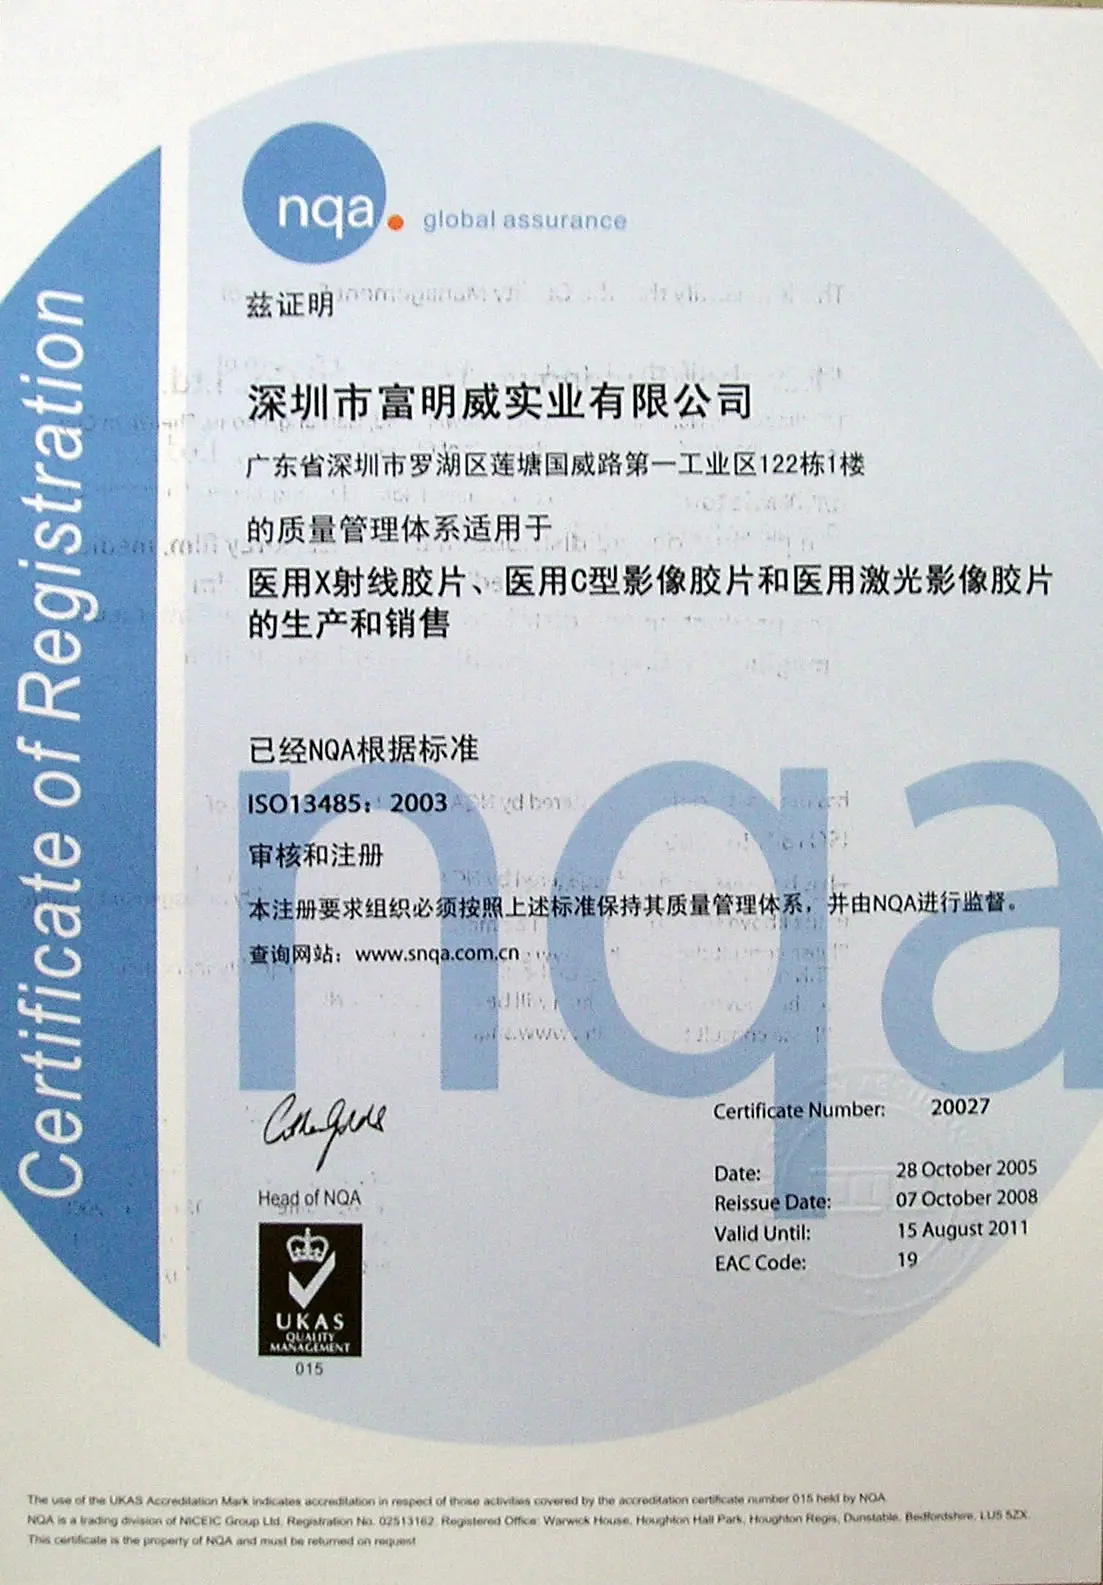 Certificate of Registration
nqa.
global assurance
兹证明
深圳市富明威实业有限公司
广东省深圳市罗湖区莲塘国威路第一工业区122栋1楼
的质量管理体系适用于
医用X射线胶片、医用C型影像胶片和医用激光影像胶片
的生产和销售
已经NQA根据标准
ISO13485：2003
审核和注册
本注册要求组织必须按照上述标准保持其质量管理体系，并由NQA进行监督。
查询网站：www.snqa.com.cn
nqa
Certificate Number: 20027
Date: 28 October 2005
Reissue Date: 07 October 2008
Valid Until: 15 August 2011
EAC Code: 19
Head of NQA
UKAS
QUALITY
MANAGEMENT
015
The use of the UKAS Accreditation Mark indicates accreditation in respect of those activities covered by the accreditation certificate number 015 held by NQA
NQA is a trading division of NICEIC Group Ltd. Registration No. 02513162. Registered Office: Warwick House, Houghton Hall Park, Houghton Regis, Dunstable, Bedfordshire, LU5 5ZX.
This certificate is the property of NQA and must be returned on request